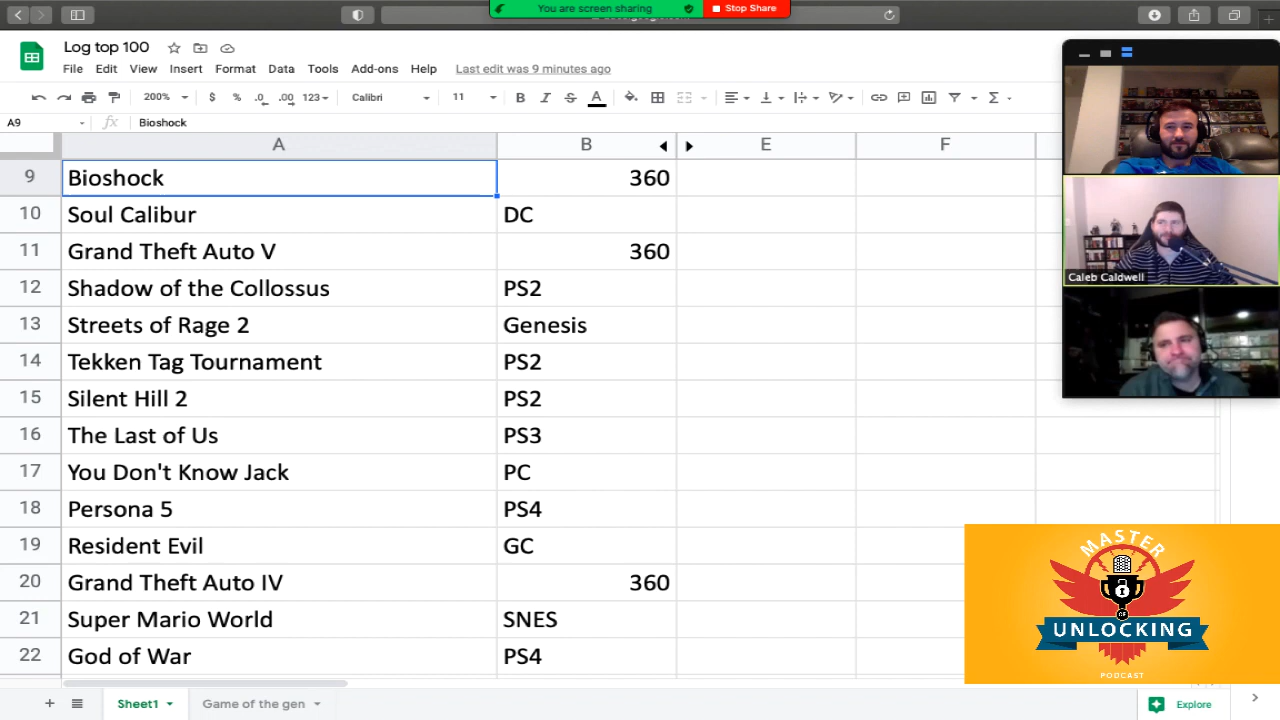 You are screen sharing
Stop Share
Log top 100
File Edit View Insert Format Data Tools Add-ons Help Last edit was 9 minutes ago
200% $ % .0 .00 123 Calibri 11 B I S A
A9 fx Bioshock
A B E F
9 Bioshock 360
10 Soul Calibur DC
11 Grand Theft Auto V 360
12 Shadow of the Collossus PS2
13 Streets of Rage 2 Genesis
14 Tekken Tag Tournament PS2
15 Silent Hill 2 PS2
16 The Last of Us PS3
17 You Don't Know Jack PC
18 Persona 5 PS4
19 Resident Evil GC
20 Grand Theft Auto IV 360
21 Super Mario World SNES
22 God of War PS4
Caleb Caldwell
MASTER
OF
UNLOCKING
PODCAST
Sheet1 Game of the gen Explore